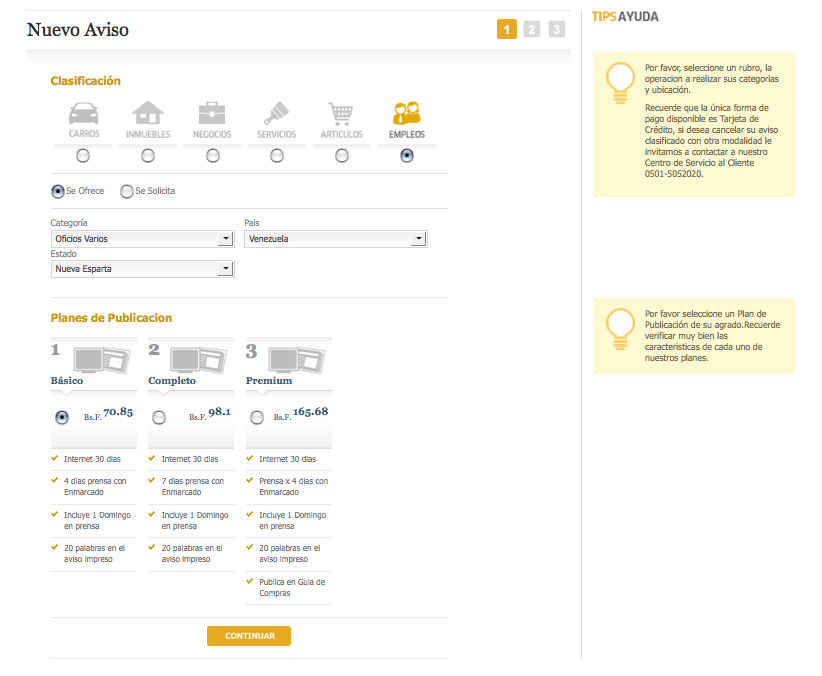 Nuevo Aviso
1 2 3
Clasificación
CARROS INMUEBLES NEGOCIOS SERVICIOS ARTICULOS EMPLEOS
Se Ofrece Se Solicita
Categoría Pais
Oficios Varios Venezuela
Estado
Nueva Esparta
Planes de Publicacion
1
Básico
Bs.F. 70.85
Internet 30 dias
4 dias prensa con
Enmarcado
Incluye 1 Domingo
en prensa
20 palabras en el
aviso impreso
2
Completo
Bs.F. 98.1
Internet 30 dias
7 dias prensa con
Enmarcado
Incluye 1 Domingo
en prensa
20 palabras en el
aviso impreso
3
Premium
Bs.F. 165.68
Internet 30 dias
Prensa x 4 dias con
Enmarcado
Incluye 1 Domingo
en prensa
20 palabras en el
aviso impreso
Publica en Guia de
Compras
CONTINUAR
TIPS AYUDA
Por favor, seleccione un rubro, la
operacion a realizar sus categorias
y ubicación.
Recuerde que la única forma de
pago disponible es Tarjeta de
Crédito, si desea cancelar su aviso
clasificado con otra modalidad le
invitamos a contactar a nuestro
Centro de Servicio al Cliente
0501-5052020.
Por favor seleccione un Plan de
Publicación de su agrado.Recuerde
verificar muy bien las
caracteristicas de cada uno de
nuestros planes.